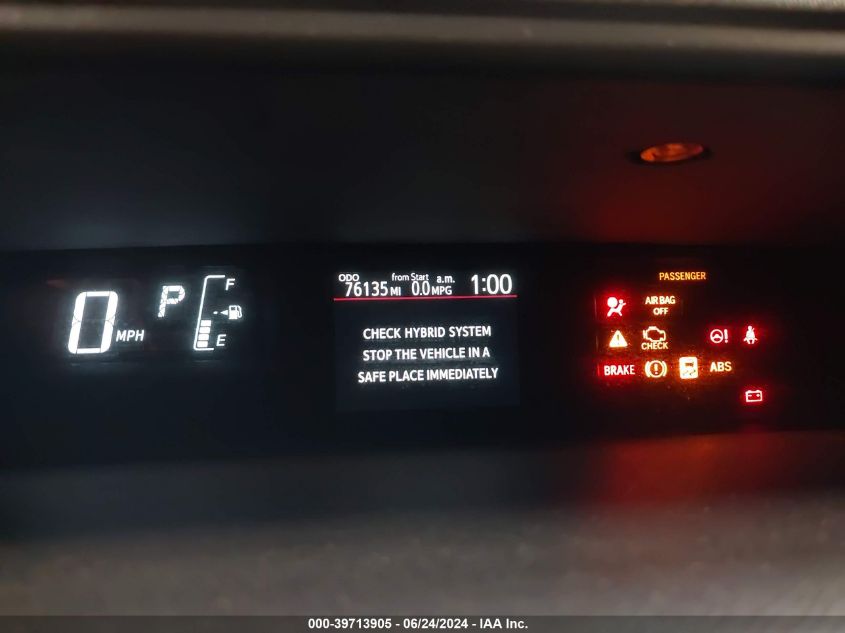 0 MPH
P
F
E
ODO 76135 MI
from Start 0.0 MPG
a.m. 1:00
CHECK HYBRID SYSTEM
STOP THE VEHICLE IN A
SAFE PLACE IMMEDIATELY
PASSENGER
AIR BAG
OFF
CHECK
BRAKE
ABS
000-39713905 | 06/24/2024 - IAA Inc.